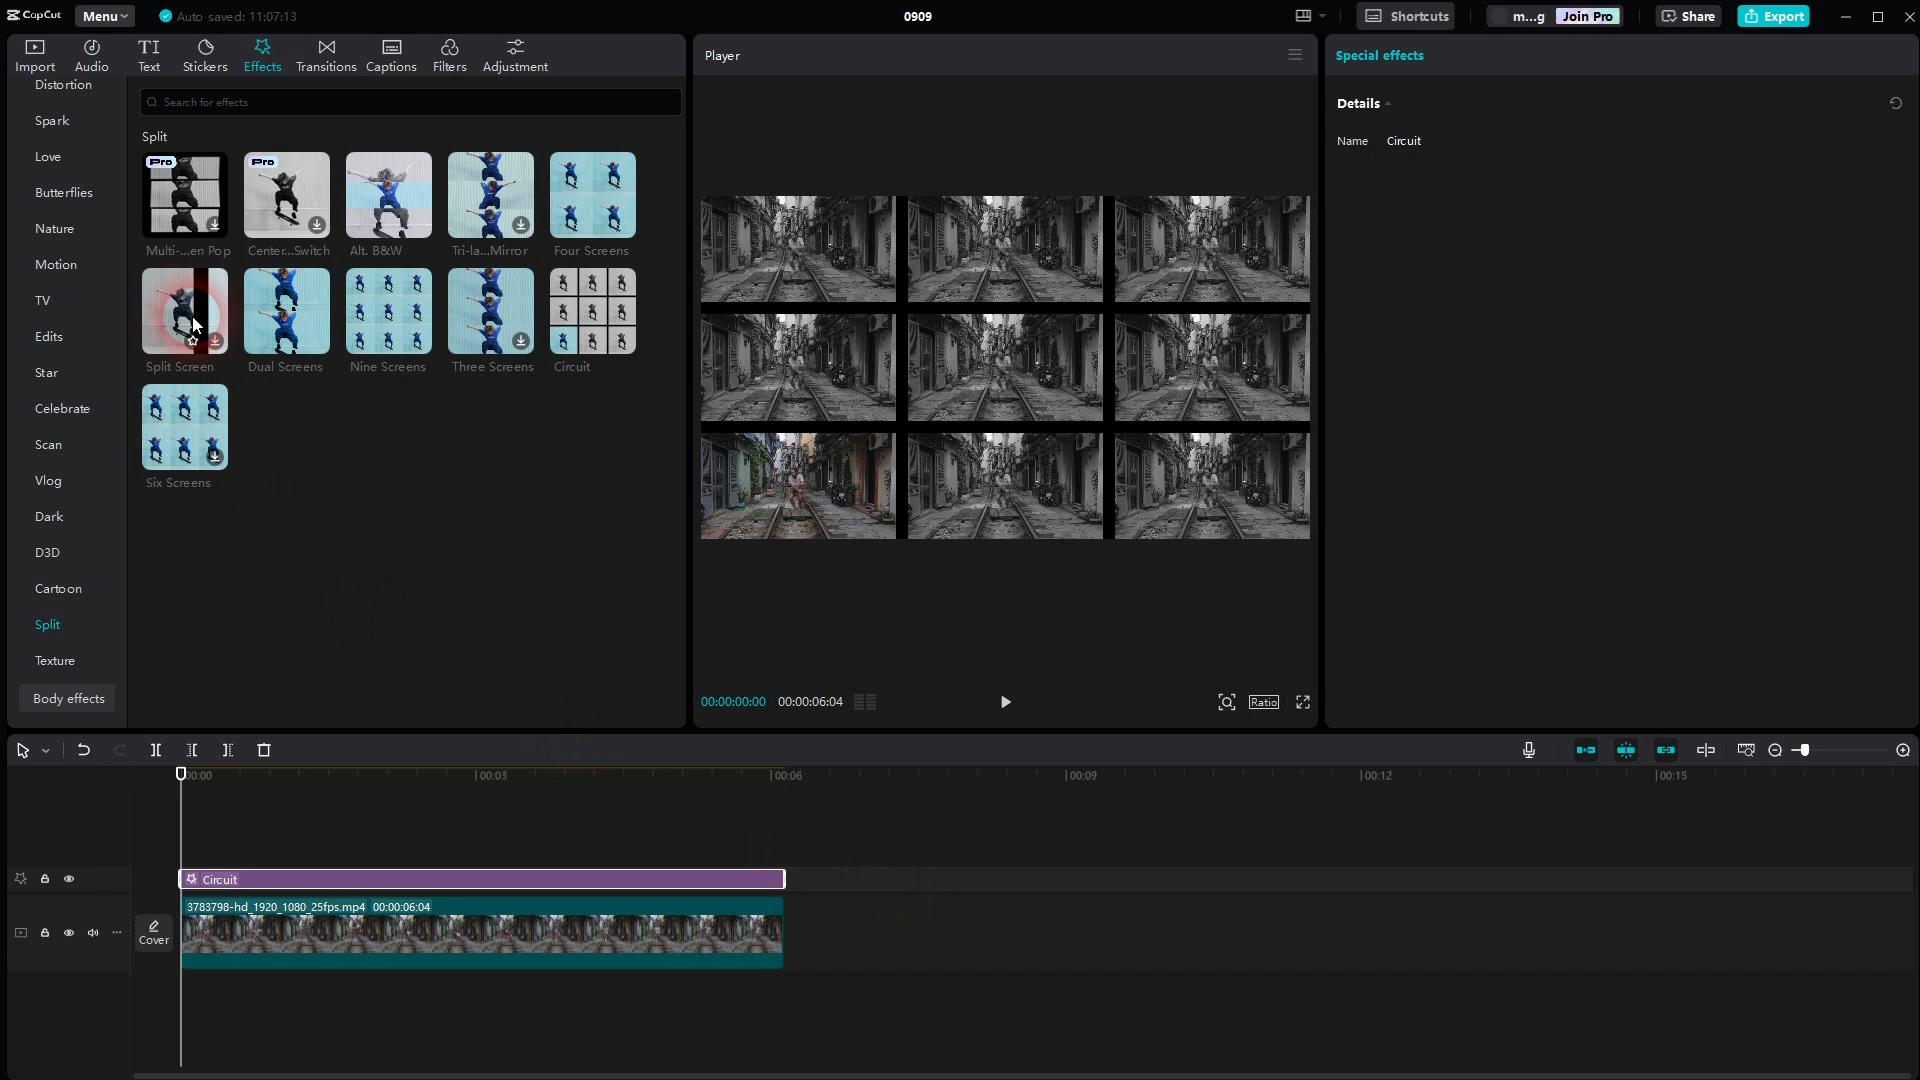 CapCut
Menu
Auto saved: 11:07:13
0909
Shortcuts
m...g
Join Pro
Share
Export
Import
Audio
Text
Stickers
Effects
Transitions
Captions
Filters
Adjustment
Distortion
Spark
Love
Butterflies
Nature
Motion
TV
Edits
Star
Celebrate
Scan
Vlog
Dark
D3D
Cartoon
Split
Texture
Body effects
Search for effects
Split
Pro
Pro
Multi-...en Pop
Center...Switch
Alt. B&W
Tri-la...Mirror
Four Screens
Split Screen
Dual Screens
Nine Screens
Three Screens
Circuit
Six Screens
Player
00:00:00:00
00:00:06:04
Ratio
Special effects
Details
Name
Circuit
00:00
00:03
00:06
00:09
00:12
00:15
Circuit
3783798-hd_1920_1080_25fps.mp4 00:00:06:04
Cover